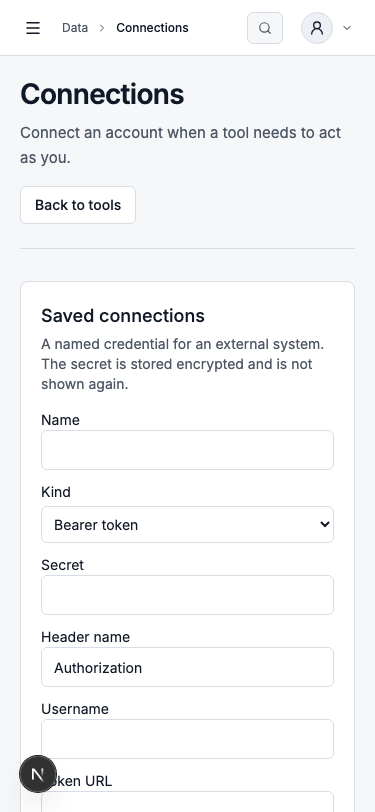 Data > Connections
Connections
Connect an account when a tool needs to act
as you.
Back to tools
Saved connections
A named credential for an external system.
The secret is stored encrypted and is not
shown again.
Name
Kind
Bearer token
Secret
Header name
Authorization
Username
N
oken URL